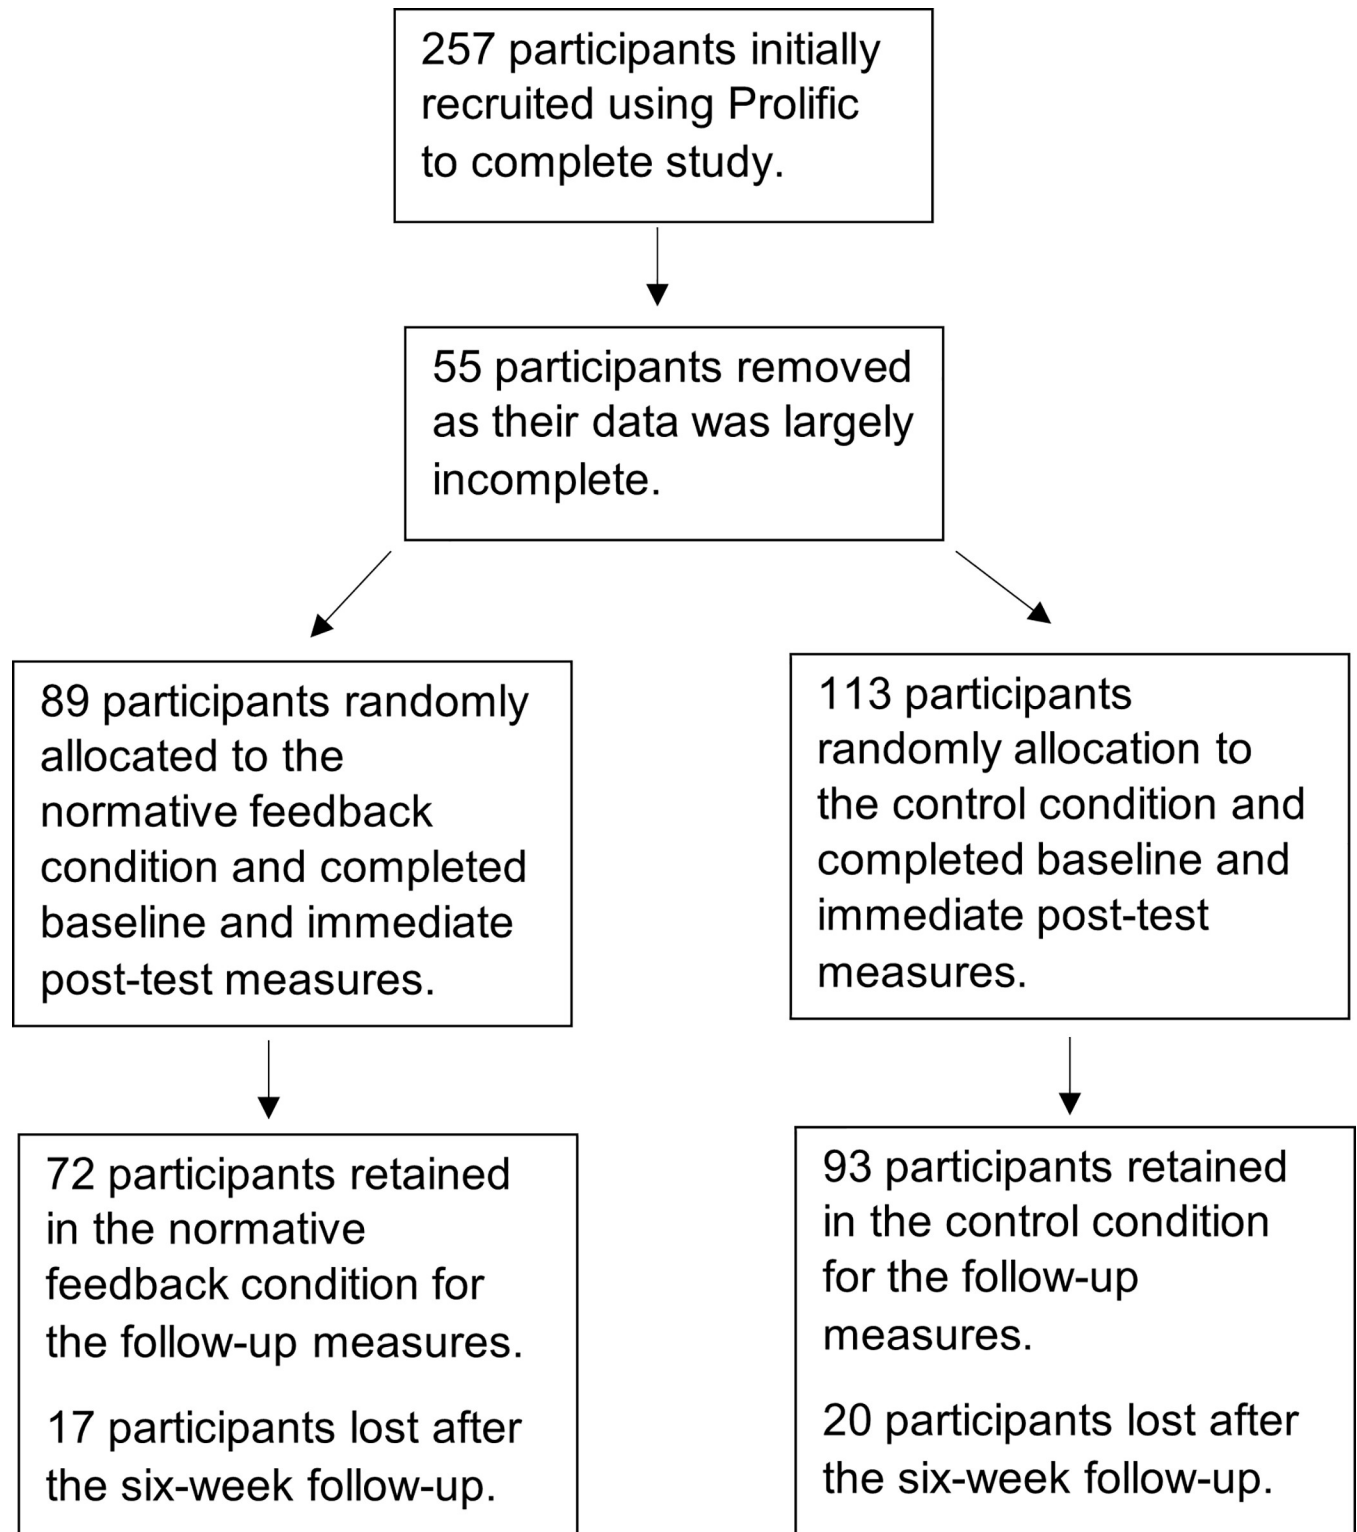 257 participants initially
recruited using Prolific
to complete study.
55 participants removed
as their data was largely
incomplete.
89 participants randomly
allocated to the
normative feedback
condition and completed
baseline and immediate
post-test measures.
113 participants
randomly allocation to
the control condition and
completed baseline and
immediate post-test
measures.
72 participants retained
in the normative
feedback condition for
the follow-up measures.
17 participants lost after
the six-week follow-up.
93 participants retained
in the control condition
for the follow-up
measures.
20 participants lost after
the six-week follow-up.